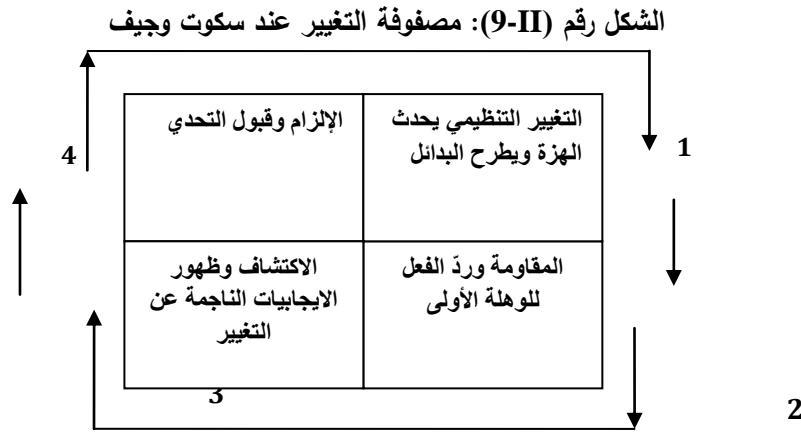 الشكل رقم (9-II): مصفوفة التغيير عند سكوت وجيف
التغيير التنظيمي يحدث
الهزة ويطرح البدائل
1
الإلزام وقبول التحدي
4
المقاومة وردّ الفعل
للوهلة الأولى
2
الاكتشاف وظهور
الايجابيات الناجمة عن
التغيير
3